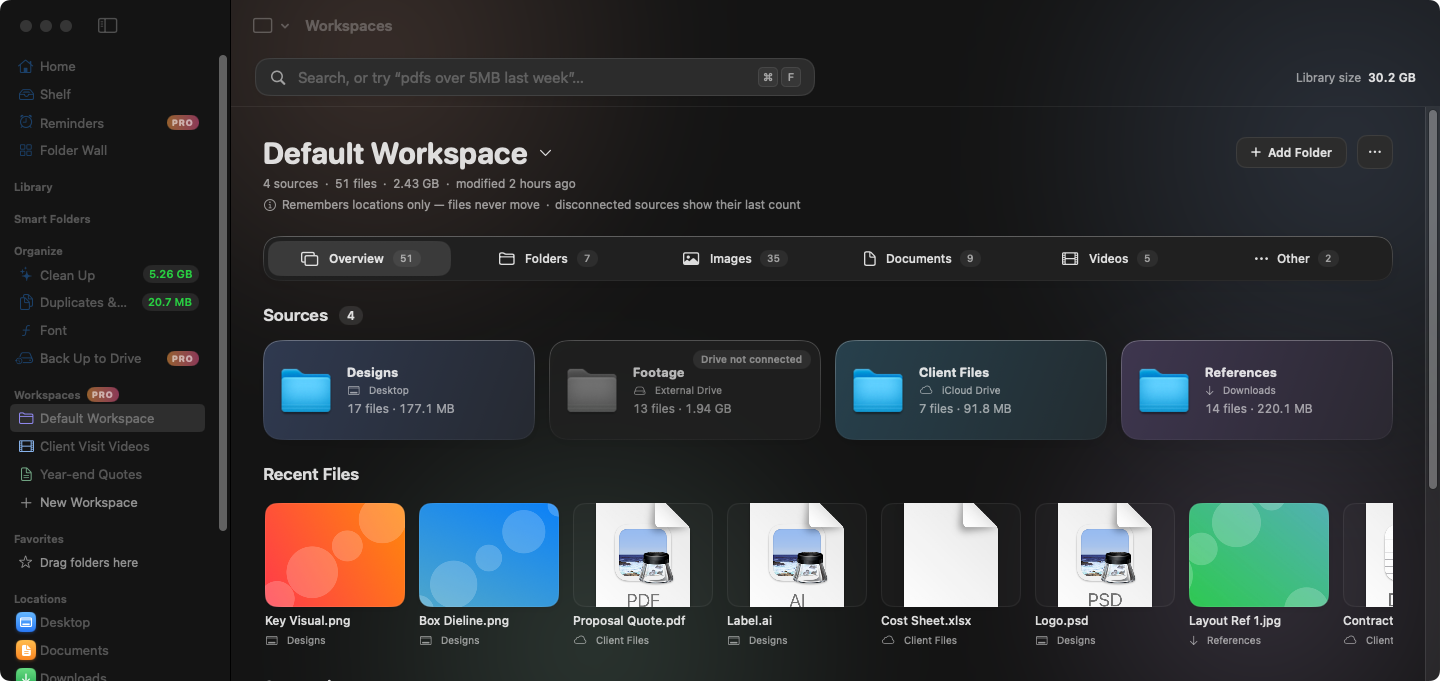 Workspaces
Search, or try “pdfs over 5MB last week”...
⌘ F
Library size 30.2 GB
Home
Shelf
Reminders PRO
Folder Wall
Library
Smart Folders
Organize
Clean Up 5.26 GB
Duplicates &... 20.7 MB
Font
Back Up to Drive PRO
Workspaces PRO
Default Workspace
Client Visit Videos
Year-end Quotes
+ New Workspace
Favorites
Drag folders here
Locations
Desktop
Documents
Downloads
Default Workspace
+ Add Folder
4 sources · 51 files · 2.43 GB · modified 2 hours ago
Remembers locations only — files never move · disconnected sources show their last count
Overview 51
Folders 7
Images 35
Documents 9
Videos 5
Other 2
Sources 4
Designs
Desktop
17 files · 177.1 MB
Drive not connected
Footage
External Drive
13 files · 1.94 GB
Client Files
iCloud Drive
7 files · 91.8 MB
References
Downloads
14 files · 220.1 MB
Recent Files
PDF
AI
PSD
Key Visual.png
Designs
Box Dieline.png
Designs
Proposal Quote.pdf
Client Files
Label.ai
Designs
Cost Sheet.xlsx
Client Files
Logo.psd
Designs
Layout Ref 1.jpg
References
Contract
Client